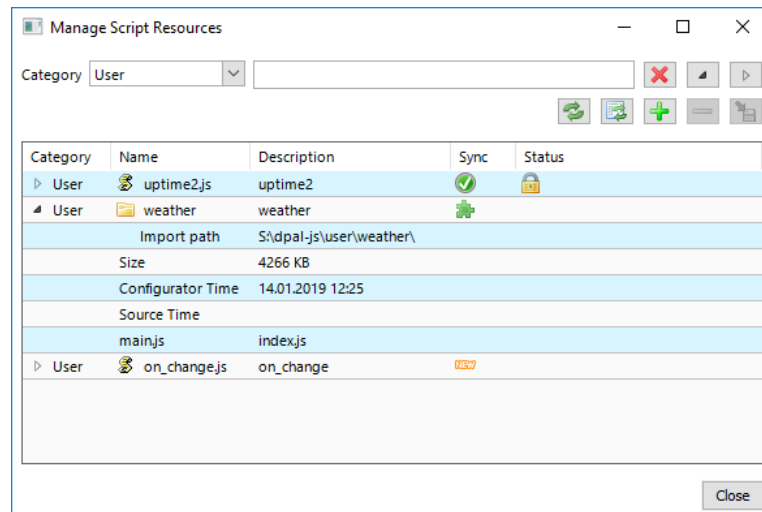 Manage Script Resources
Category User
Category Name Description Sync Status
User uptime2.js uptime2
User weather weather
Import path S:\dpal-js\user\weather\
Size 4266 KB
Configurator Time 14.01.2019 12:25
Source Time
main.js index.js
User on_change.js on_change NEW
Close